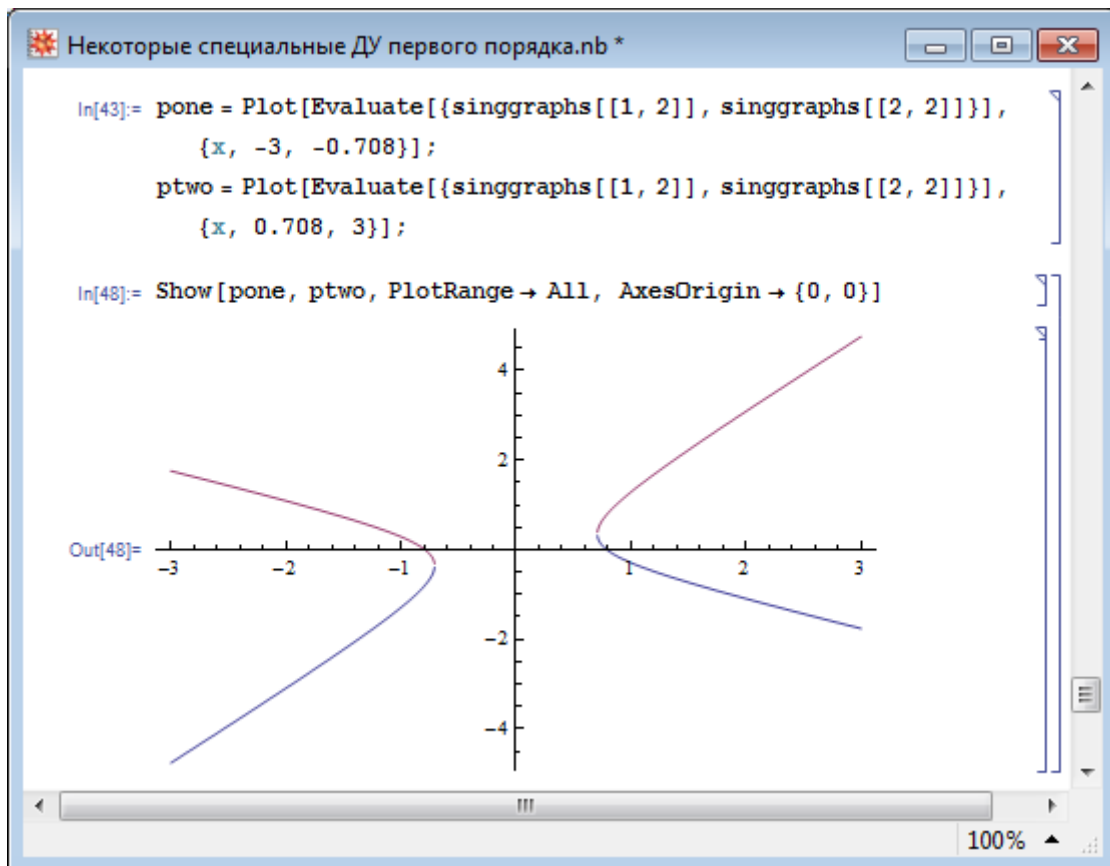 Некоторые специальные ДУ первого порядка.nb *
In[43]:= pone = Plot[Evaluate[{singgraphs[[1, 2]], singgraphs[[2, 2]]}],
{x, -3, -0.708}];
ptwo = Plot[Evaluate[{singgraphs[[1, 2]], singgraphs[[2, 2]]}],
{x, 0.708, 3}];
In[48]:= Show[pone, ptwo, PlotRange → All, AxesOrigin → {0, 0}]
4
2
Out[48]=
−3 −2 −1 1 2 3
−2
−4
100%